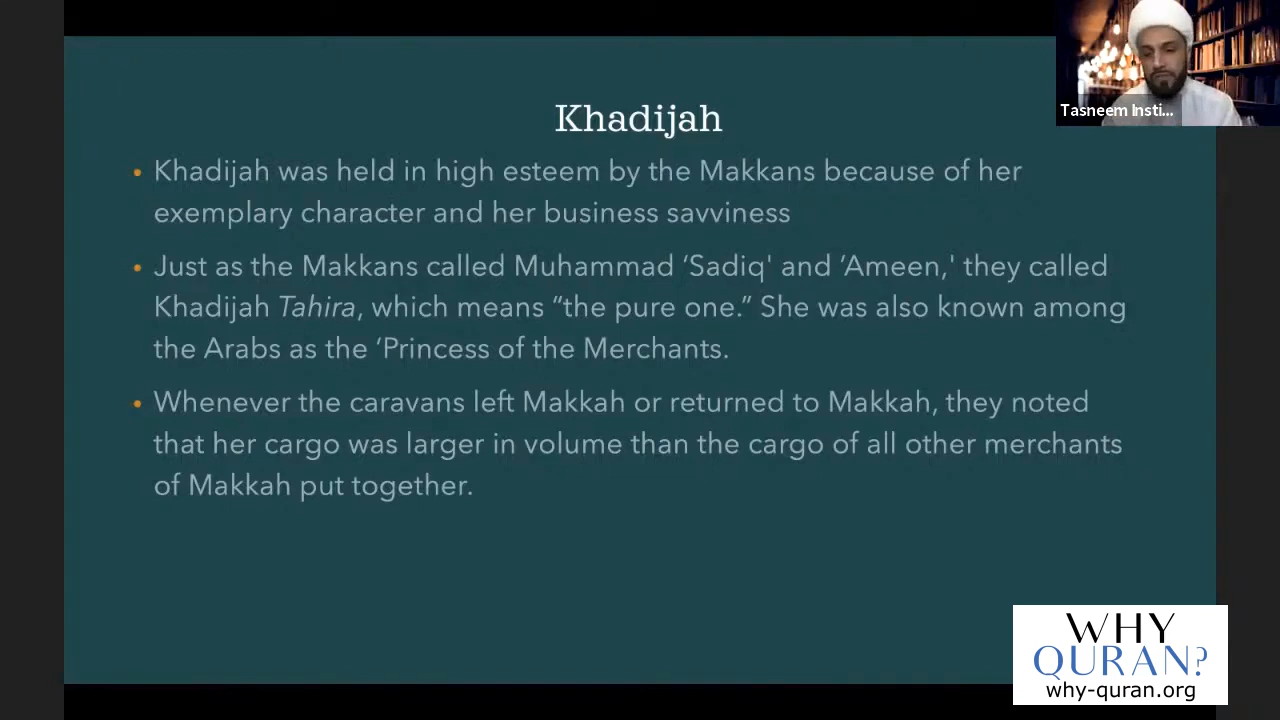 Khadijah
• Khadijah was held in high esteem by the Makkans because of her
exemplary character and her business savviness
• Just as the Makkans called Muhammad ‘Sadiq' and ‘Ameen,' they called
Khadijah Tahira, which means “the pure one.” She was also known among
the Arabs as the ‘Princess of the Merchants.
• Whenever the caravans left Makkah or returned to Makkah, they noted
that her cargo was larger in volume than the cargo of all other merchants
of Makkah put together.
Tasneem Insti...
WHY
QURAN?
why-quran.org